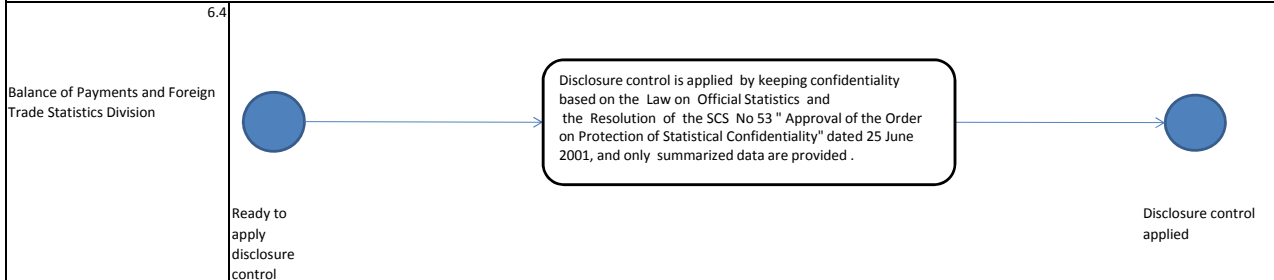 6.4
Balance of Payments and Foreign
Trade Statistics Division
Disclosure control is applied by keeping confidentiality
based on the Law on Official Statistics and
the Resolution of the SCS No 53 " Approval of the Order
on Protection of Statistical Confidentiality" dated 25 June
2001, and only summarized data are provided .
Ready to
apply
disclosure
control
Disclosure control
applied